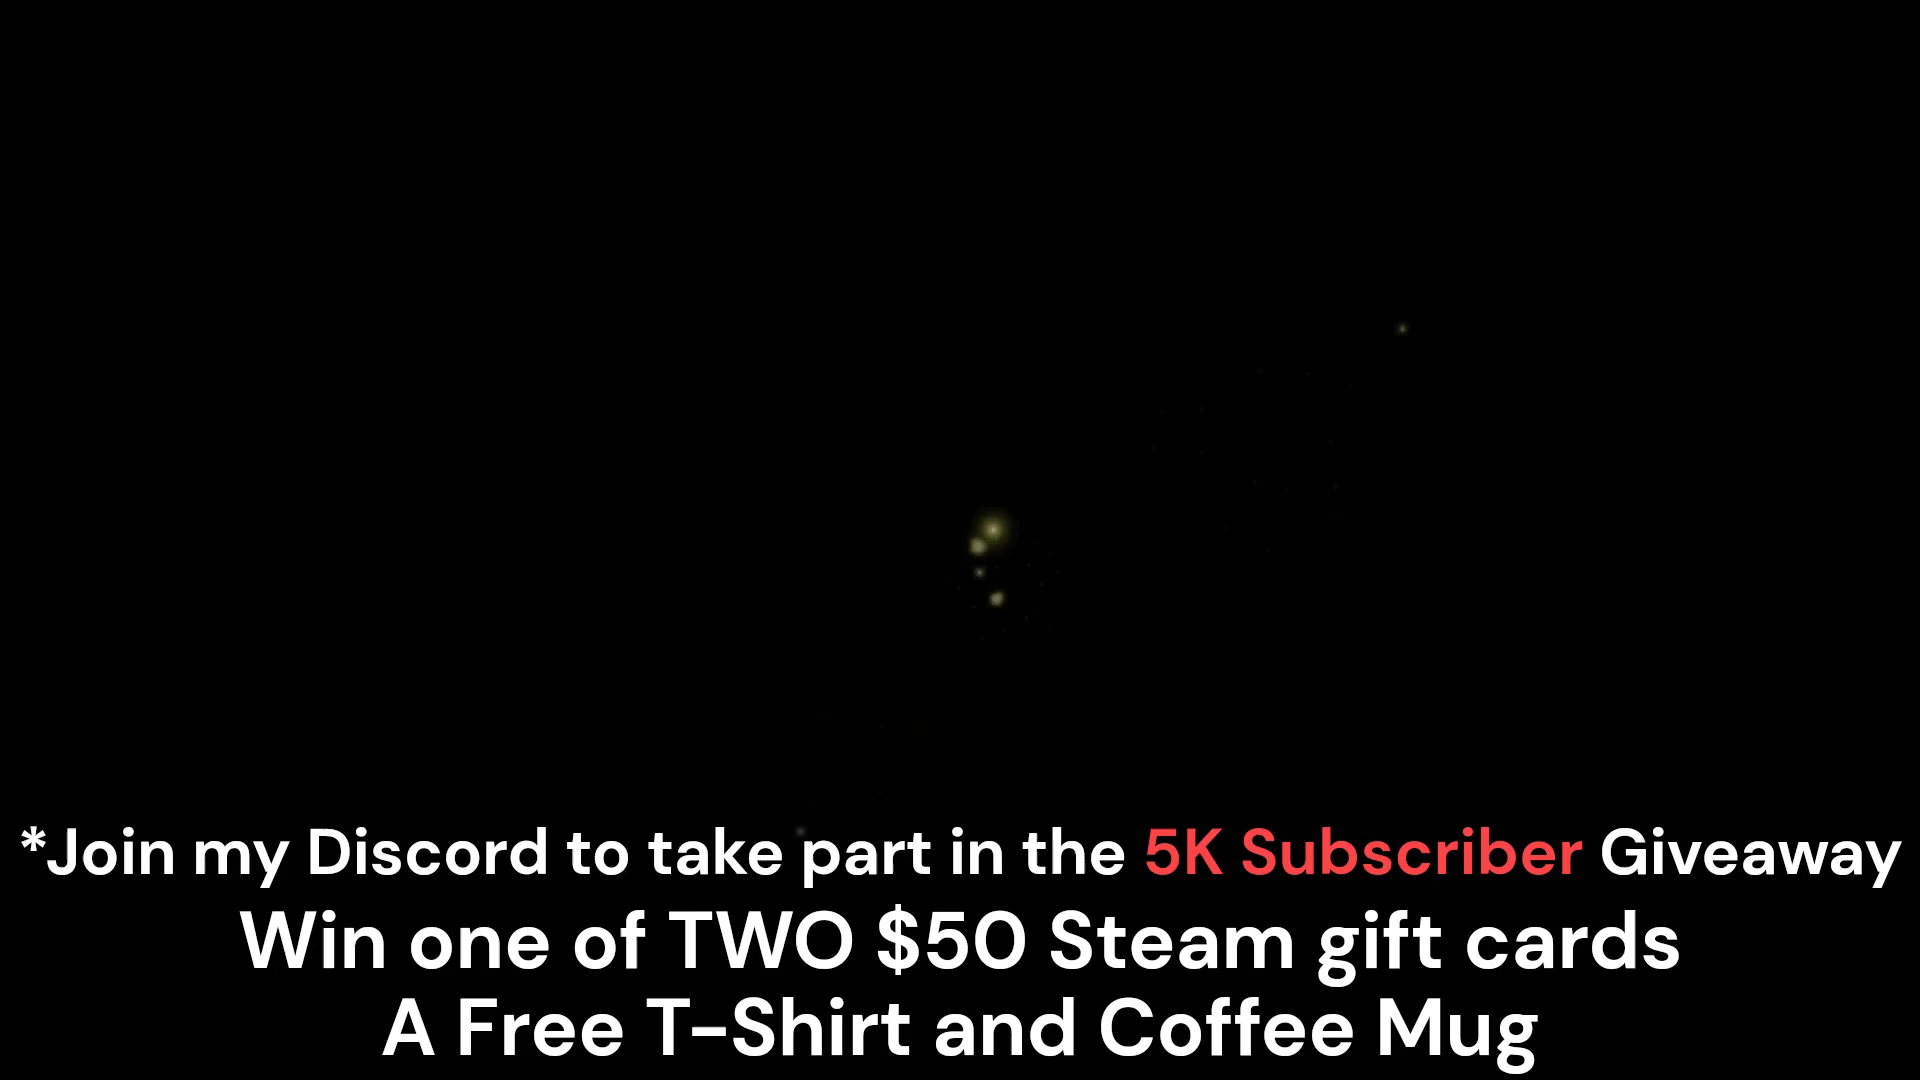 *Join my Discord to take part in the 5K Subscriber Giveaway
Win one of TWO $50 Steam gift cards
A Free T-Shirt and Coffee Mug